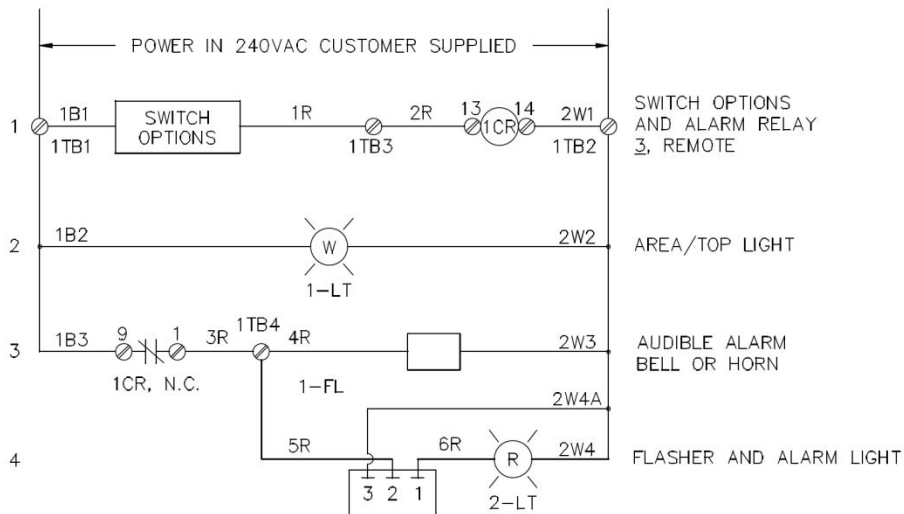 POWER IN 240VAC CUSTOMER SUPPLIED
1
1B1
1TB1
SWITCH
OPTIONS
1R
1TB3
2R
13
1CR
14
2W1
1TB2
SWITCH OPTIONS
AND ALARM RELAY
3, REMOTE
2
1B2
W
1-LT
2W2
AREA/TOP LIGHT
3
1B3
9
1
1CR, N.C.
3R
1TB4
4R
2W3
AUDIBLE ALARM
BELL OR HORN
1-FL
2W4A
4
5R
3 2 1
6R
R
2-LT
2W4
FLASHER AND ALARM LIGHT